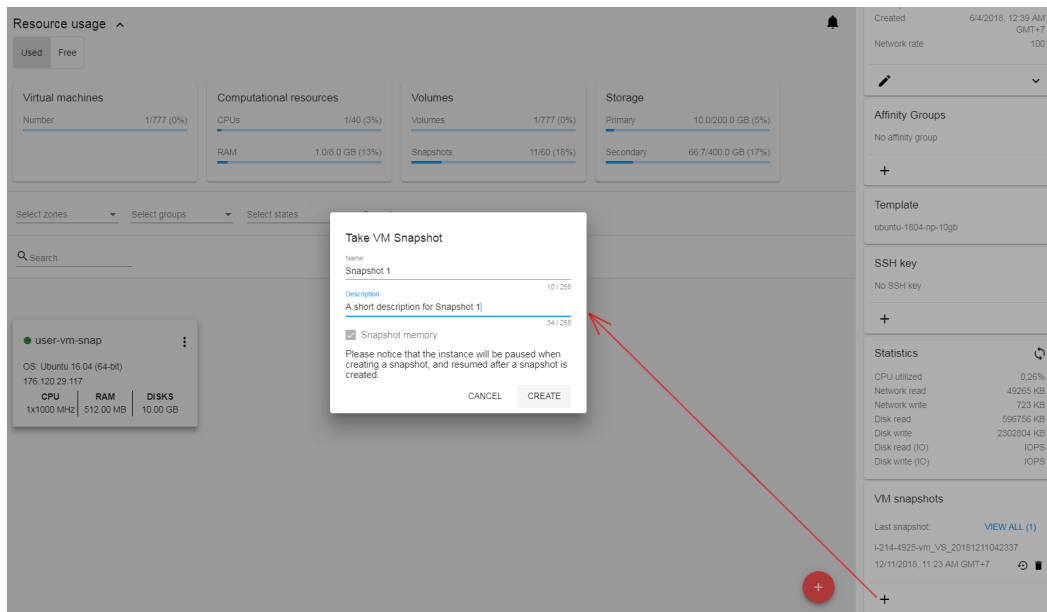 Resource usage
Used Free
Virtual machines
Number 1/777 (0%)
Computational resources
CPUs 1/40 (3%)
RAM 1.0/8.0 GB (13%)
Volumes
Volumes 1/777 (0%)
Snapshots 11/60 (18%)
Storage
Primary 10.0/200.0 GB (5%)
Secondary 66.7/400.0 GB (17%)
Select zones Select groups Select states
Search
user-vm-snap
OS: Ubuntu 16.04 (64-bit)
176.120.29.117
CPU RAM DISKS
1x1000 MHz 512.00 MB 10.00 GB
Take VM Snapshot
Name
Snapshot 1
10 / 255
Description
A short description for Snapshot 1
34 / 255
Snapshot memory
Please notice that the instance will be paused when
creating a snapshot, and resumed after a snapshot is
created.
CANCEL CREATE
Created 6/4/2018, 12:39 AM
GMT+7
Network rate 100
Affinity Groups
No affinity group
+
Template
ubuntu-1804-np-10gb
SSH key
No SSH key
+
Statistics
CPU utilized 0,26%
Network read 49265 KB
Network write 723 KB
Disk read 596756 KB
Disk write 2302804 KB
Disk read (IO) IOPS
Disk write (IO) IOPS
VM snapshots
Last snapshot: VIEW ALL (1)
i-214-4925-vm_VS_20181211042337
12/11/2018, 11:23 AM GMT+7
+
+